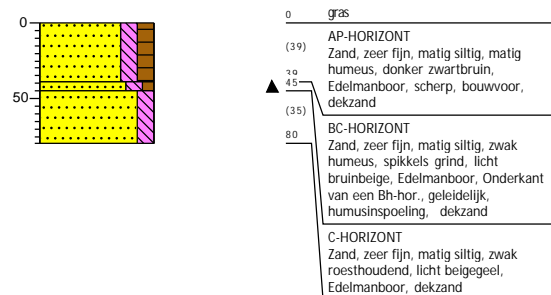 0
50
0 gras
(39)
39
45
(35)
80
AP-HORIZONT
Zand, zeer fijn, matig siltig, matig
humeus, donker zwartbruin,
Edelmanboor, scherp, bouwvoor,
dekzand
BC-HORIZONT
Zand, zeer fijn, matig siltig, zwak
humeus, spikkels grind, licht
bruinbeige, Edelmanboor, Onderkant
van een Bh-hor., geleidelijk,
humusinspoeling, dekzand
C-HORIZONT
Zand, zeer fijn, matig siltig, zwak
roesthoudend, licht beigegeel,
Edelmanboor, dekzand